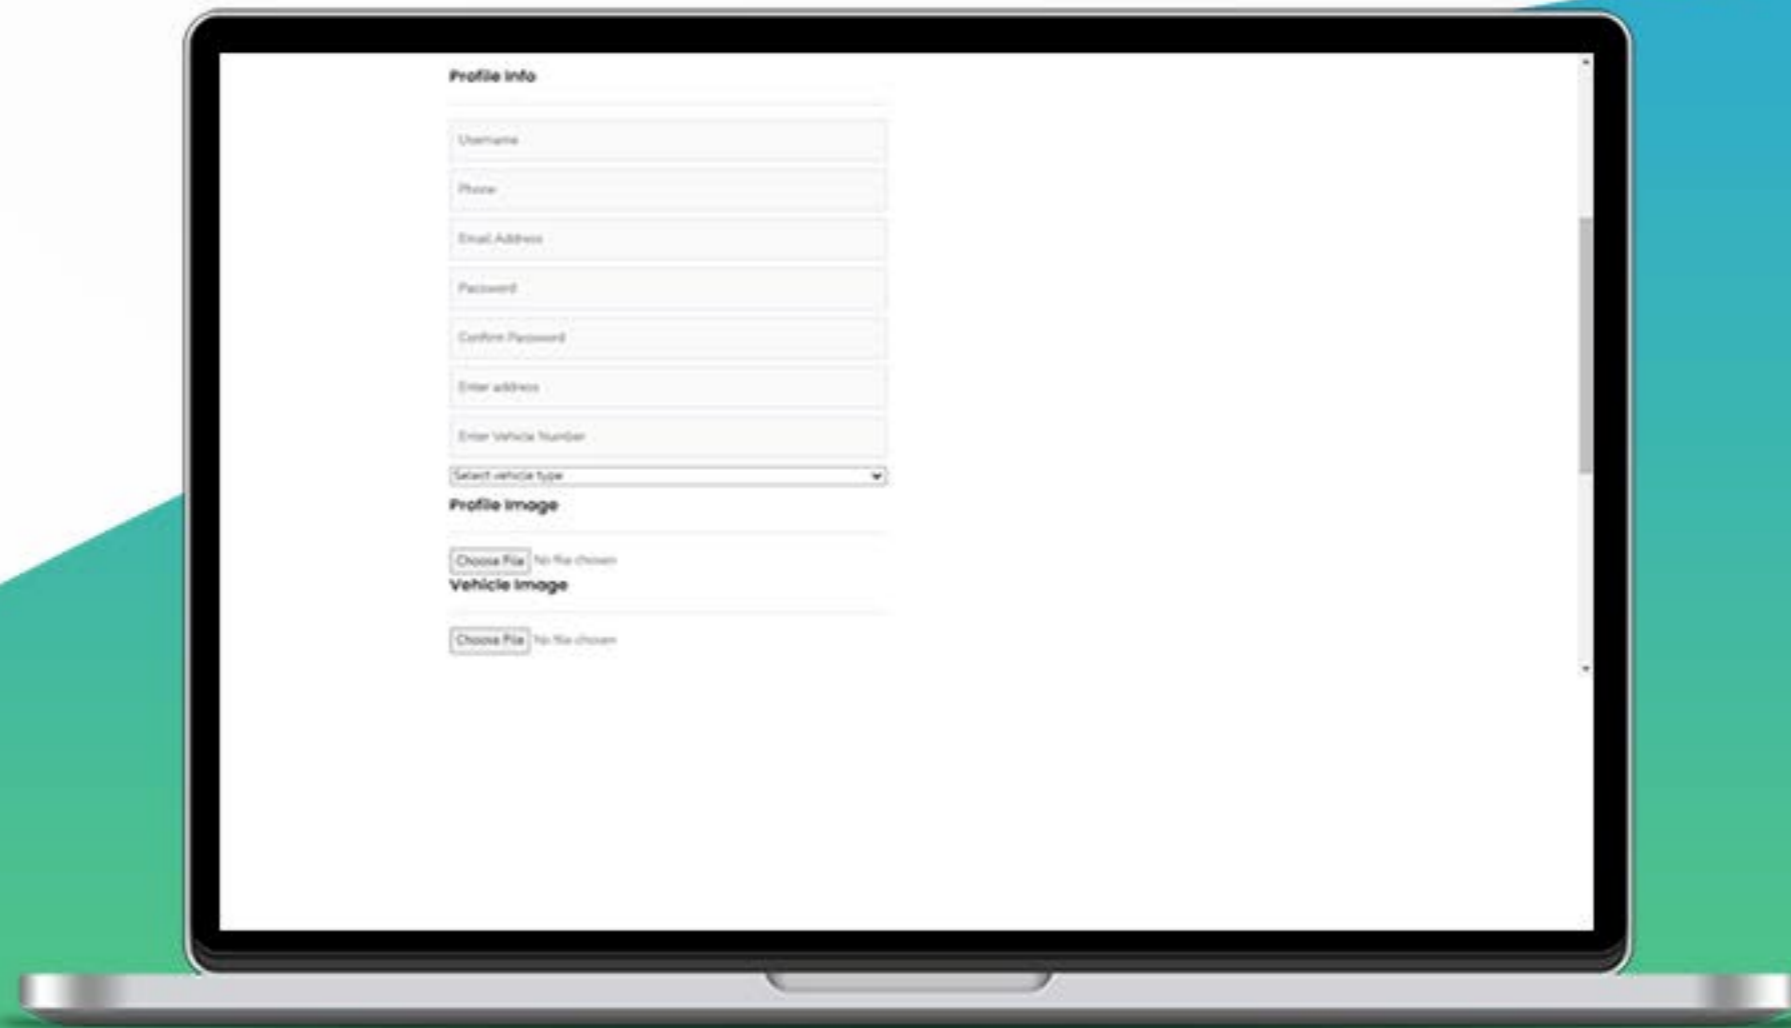 Profile Info
Username
Phone
Email Address
Password
Confirm Password
Enter address
Enter Vehicle Number
Select vehicle type
Profile Image
Choose File No file chosen
Vehicle Image
Choose File No file chosen